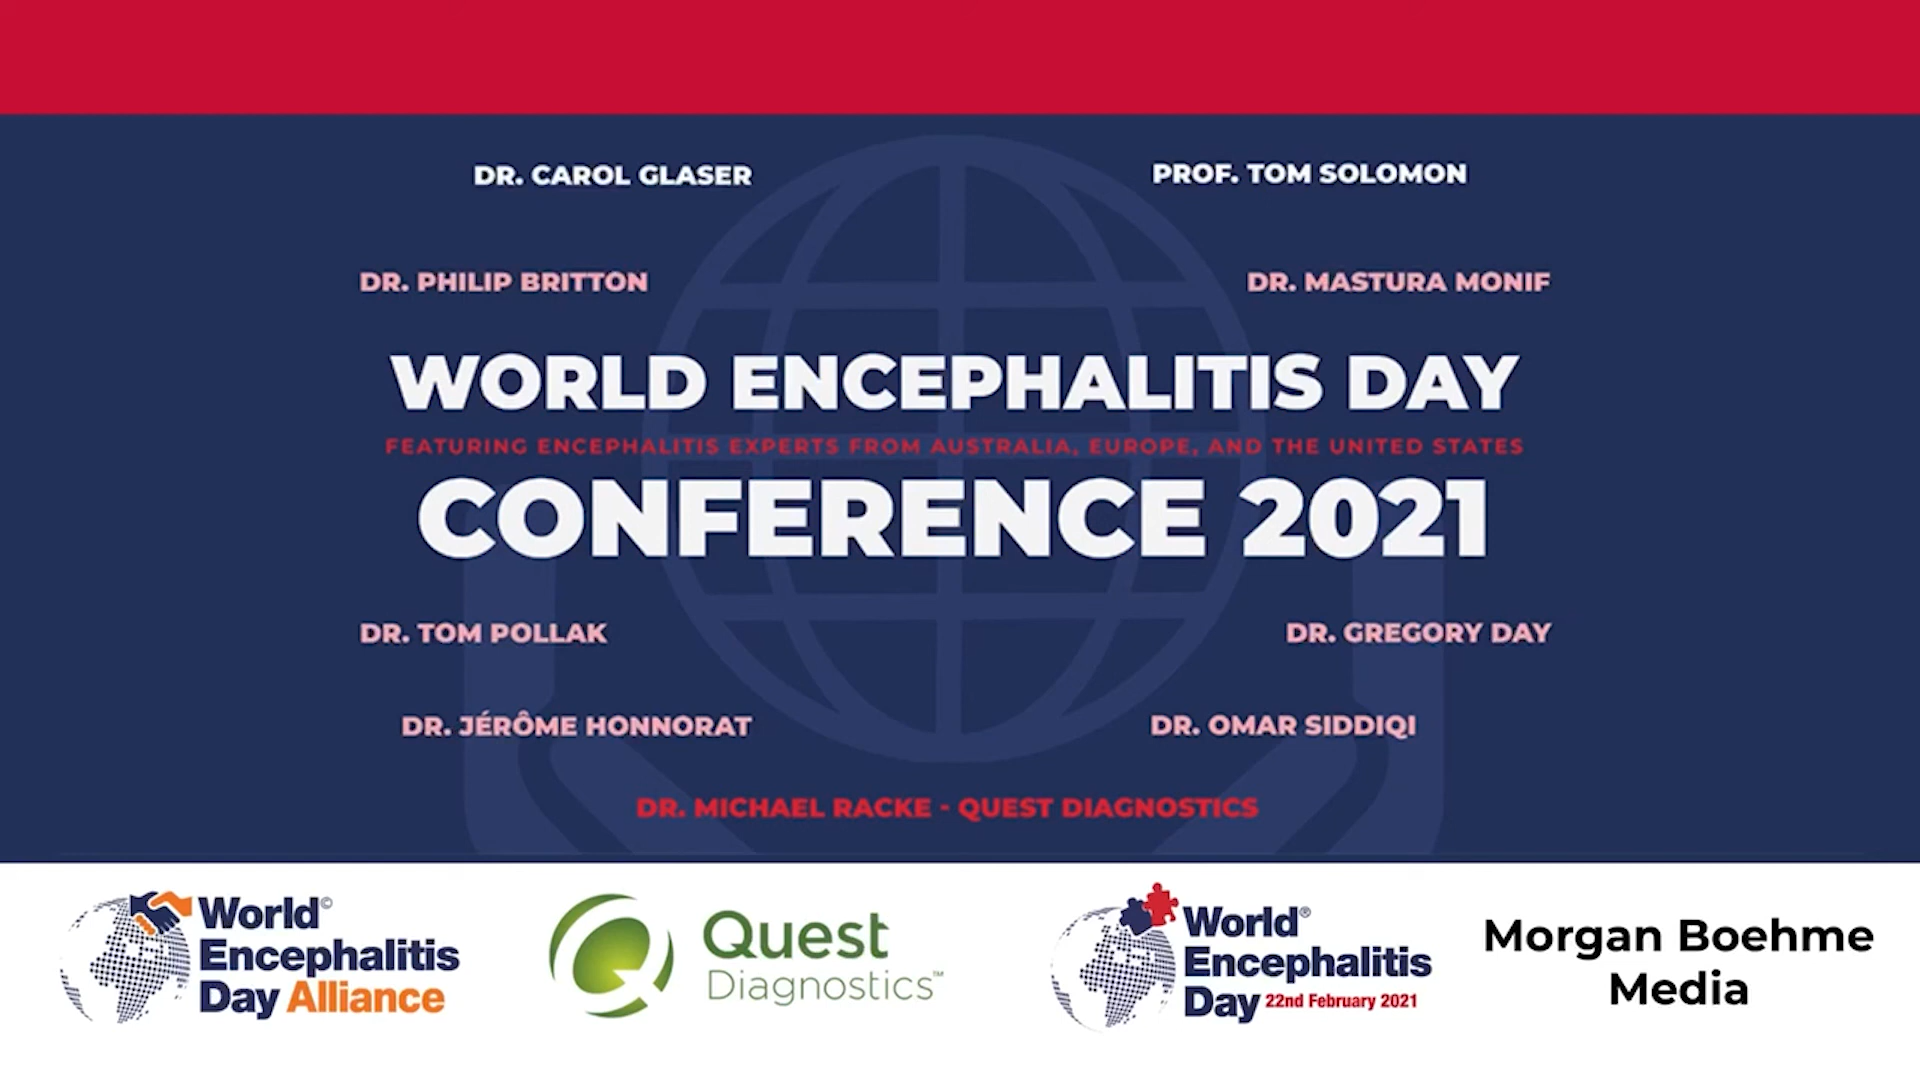 DR. CAROL GLASER
PROF. TOM SOLOMON
DR. PHILIP BRITTON
DR. MASTURA MONIF
WORLD ENCEPHALITIS DAY
FEATURING ENCEPHALITIS EXPERTS FROM AUSTRALIA, EUROPE, AND THE UNITED STATES
CONFERENCE 2021
DR. TOM POLLAK
DR. GREGORY DAY
DR. JÉRÔME HONNORAT
DR. OMAR SIDDIQI
DR. MICHAEL RACKE - QUEST DIAGNOSTICS
World©
Encephalitis
Day Alliance
Quest
Diagnostics™
World®
Encephalitis
Day 22nd February 2021
Morgan Boehme
Media